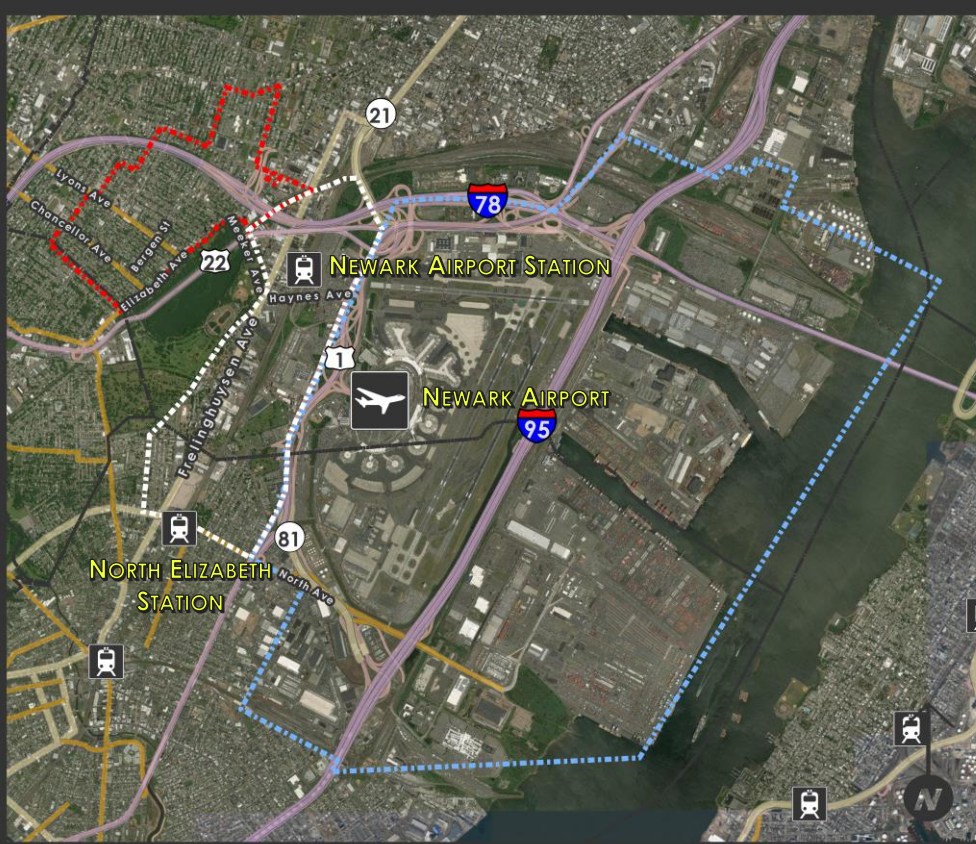 21
Lyons Ave
Chancellor Ave
Bergen St
Meeker Ave
Elizabeth Ave
22
78
Newark Airport Station
Haynes Ave
1
Frelinghuysen Ave
Newark Airport
95
81
North Ave
North Elizabeth
Station
N